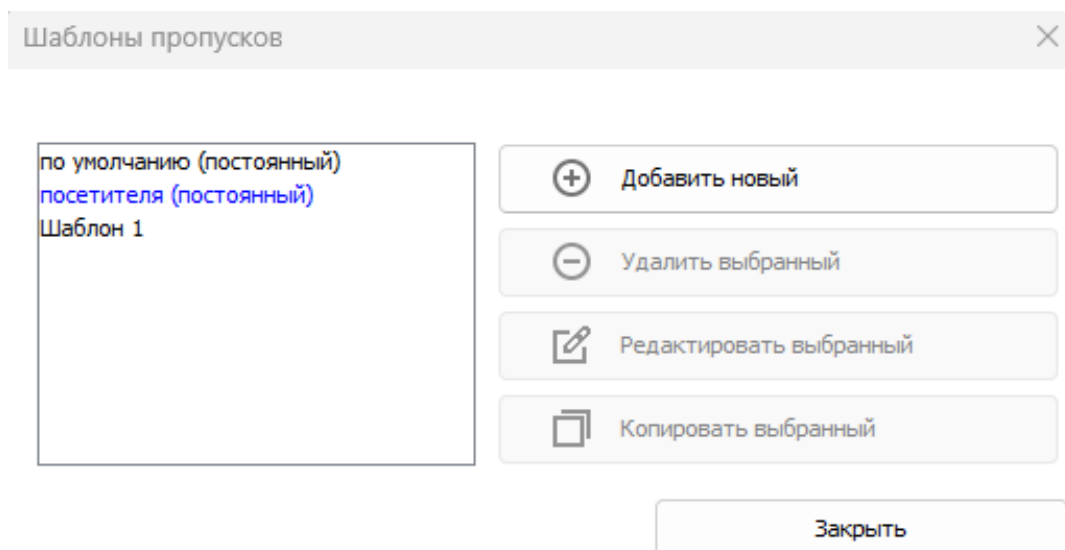 Шаблоны пропусков
по умолчанию (постоянный)
посетителя (постоянный)
Шаблон 1
Добавить новый
Удалить выбранный
Редактировать выбранный
Копировать выбранный
Закрыть